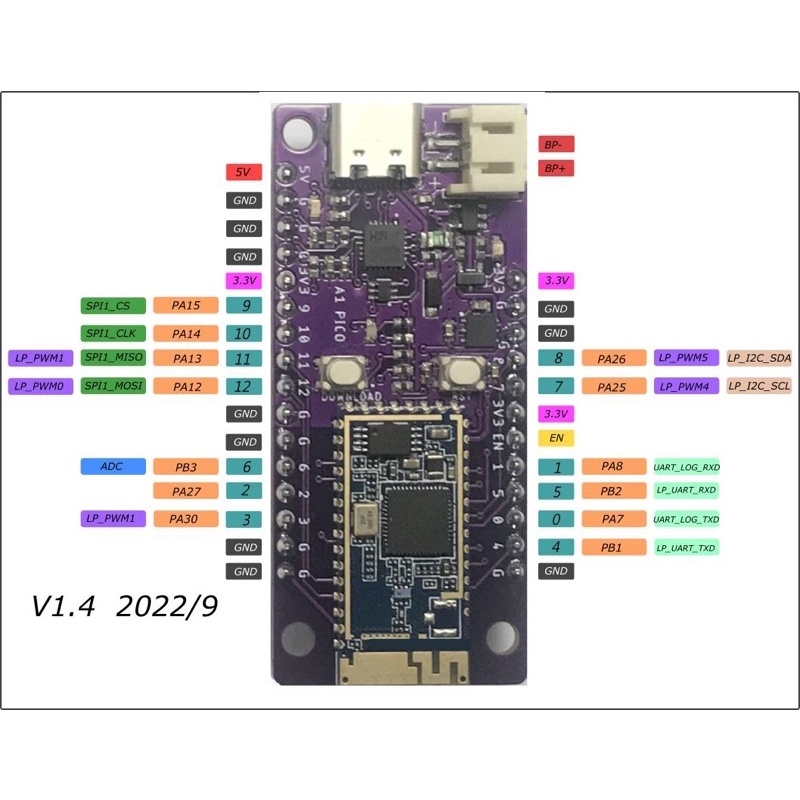 BP-
5V
BP+
GND
GND
GND
3.3V
3.3V
SPI1_CS PA15 9
GND
SPI1_CLK PA14 10
GND
LP_PWM1 SPI1_MISO PA13 11
8 PA26 LP_PWM5 LP_I2C_SDA
LP_PWM0 SPI1_MOSI PA12 12
7 PA25 LP_PWM4 LP_I2C_SCL
GND
3.3V
GND
EN
ADC PB3 6
1 PA8 UART_LOG_RXD
PA27 2
5 PB2 LP_UART_RXD
LP_PWM1 PA30 3
0 PA7 UART_LOG_TXD
GND
4 PB1 LP_UART_TXD
GND
GND
5V
G
G
G
3V3
9
10
11
12
G
G
6
2
3
G
G
A1 PICO
DOWNLOAD
RST
3V3
G
G
8
7
3V3
EN
1
5
0
4
G
V1.4 2022/9